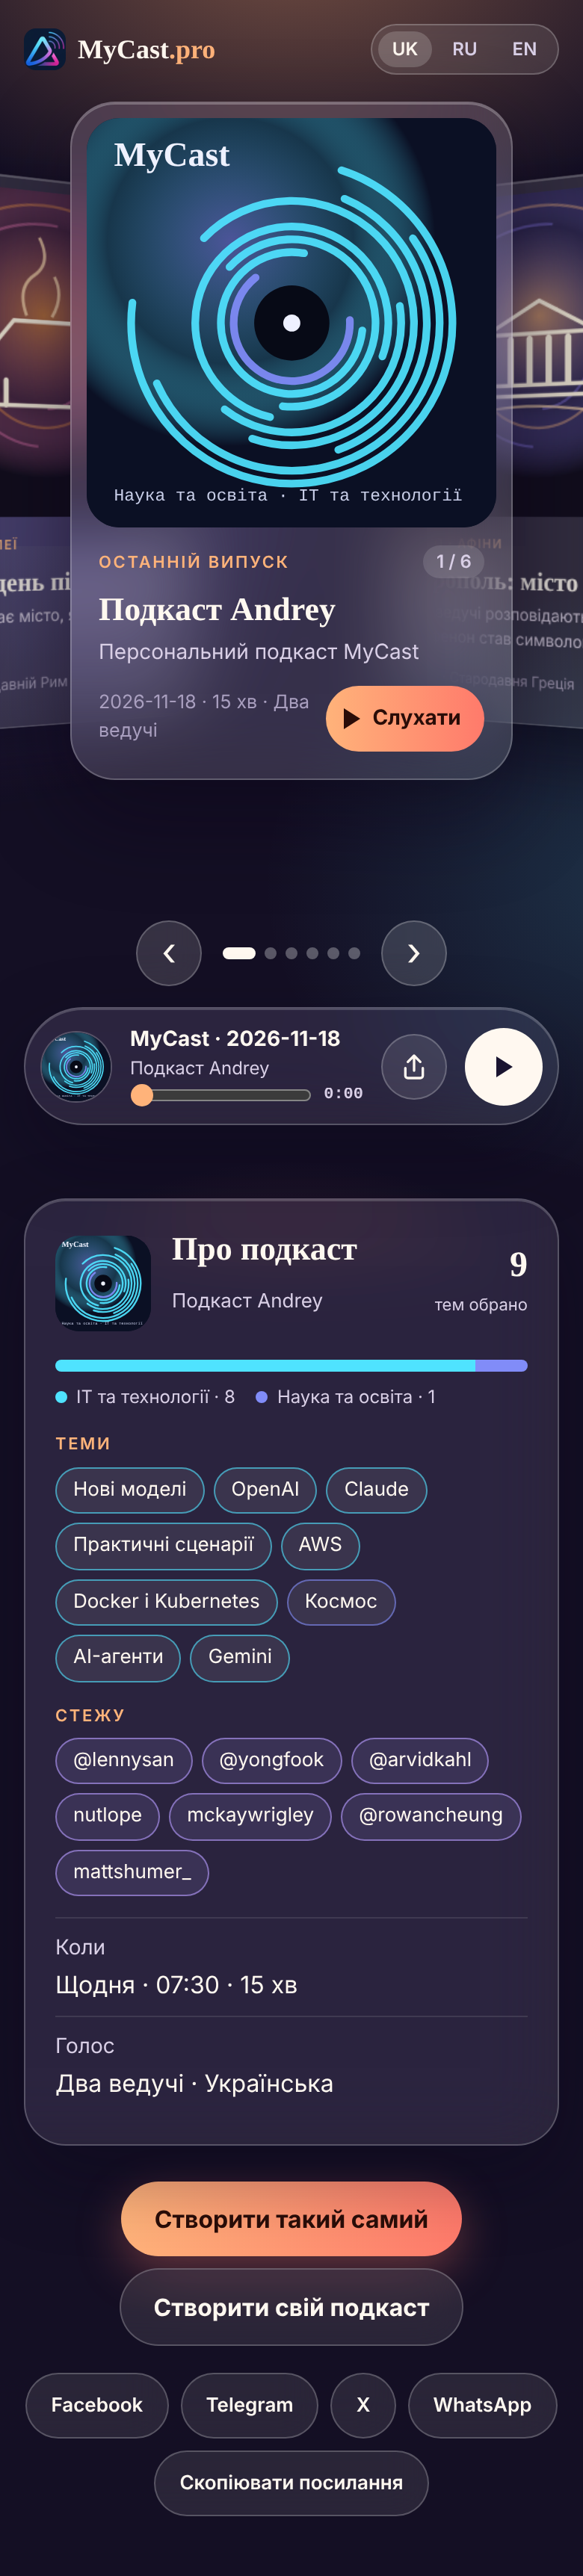 MyCast.pro
UK RU EN
MyCast
Наука та освіта · ІТ та технології
ОСТАННІЙ ВИПУСК
1 / 6
Подкаст Andrey
Персональний подкаст MyCast
2026-11-18 · 15 хв · Два
ведучі
Слухати
місто
Греція
MyCast · 2026-11-18
Подкаст Andrey
0:00
Про подкаст
Подкаст Andrey
9
тем обрано
ІТ та технології · 8
Наука та освіта · 1
ТЕМИ
Нові моделі
OpenAI
Claude
Практичні сценарії
AWS
Docker і Kubernetes
Космос
AI-агенти
Gemini
СТЕЖУ
@lennysan
@yongfook
@arvidkahl
nutlope
mckaywrigley
@rowancheung
mattshumer_
Коли
Щодня · 07:30 · 15 хв
Голос
Два ведучі · Українська
Створити такий самий
Створити свій подкаст
Facebook
Telegram
X
WhatsApp
Скопіювати посилання